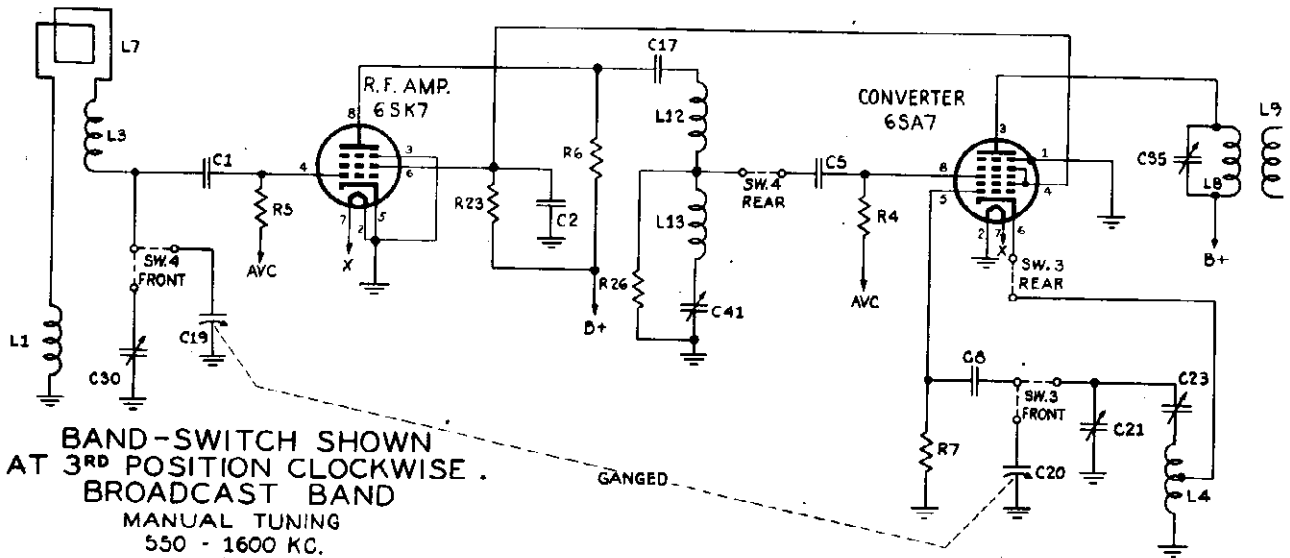 L7
L3
C1
R.F. AMP.
6SK7
8
4
3
6
7
2
5
R5
AVC
X
SW.4
FRONT
L1
C30
C19
R23
C2
R6
B+
C17
L12
L13
R26
C41
SW.4
REAR
C5
R4
AVC
CONVERTER
6SA7
3
8
5
1
4
2
7
6
X
SW.3
REAR
C35
L8
L9
B+
C8
SW.3
FRONT
R7
C20
C21
C23
L4
GANGED
BAND-SWITCH SHOWN
AT 3RD POSITION CLOCKWISE.
BROADCAST BAND
MANUAL TUNING
550 - 1600 KC.